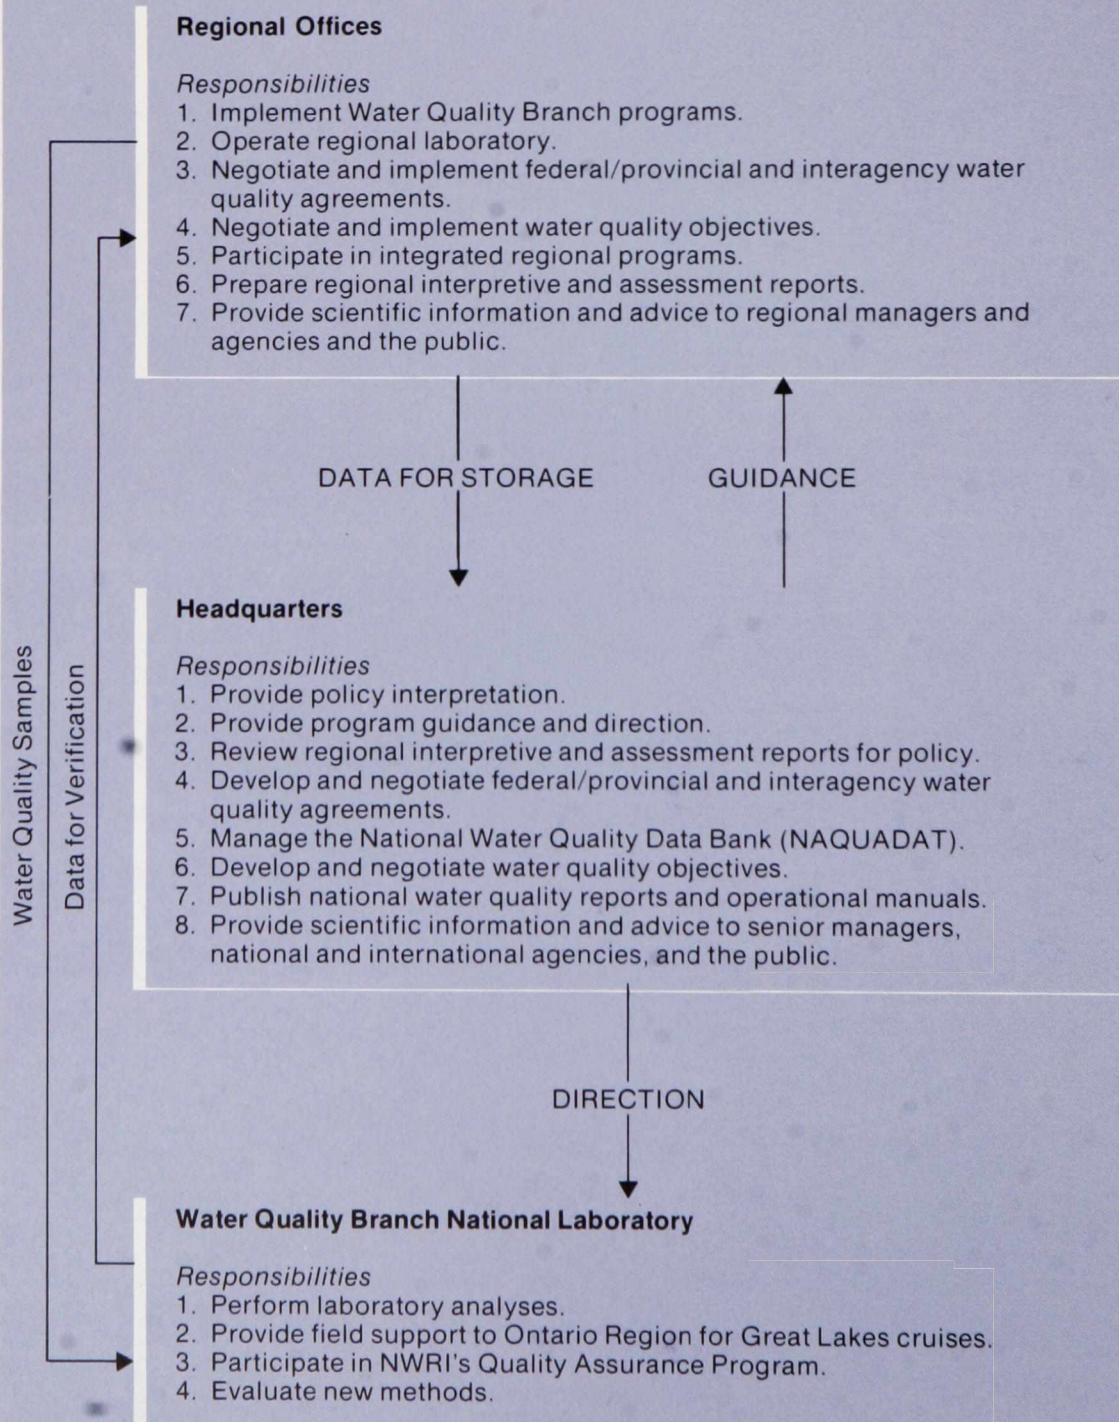 Regional Offices
Responsibilities
1. Implement Water Quality Branch programs.
2. Operate regional laboratory.
3. Negotiate and implement federal/provincial and interagency water
quality agreements.
4. Negotiate and implement water quality objectives.
5. Participate in integrated regional programs.
6. Prepare regional interpretive and assessment reports.
7. Provide scientific information and advice to regional managers and
agencies and the public.
DATA FOR STORAGE
GUIDANCE
Headquarters
Responsibilities
1. Provide policy interpretation.
2. Provide program guidance and direction.
3. Review regional interpretive and assessment reports for policy.
4. Develop and negotiate federal/provincial and interagency water
quality agreements.
5. Manage the National Water Quality Data Bank (NAQUADAT).
6. Develop and negotiate water quality objectives.
7. Publish national water quality reports and operational manuals.
8. Provide scientific information and advice to senior managers,
national and international agencies, and the public.
Water Quality Samples
Data for Verification
DIRECTION
Water Quality Branch National Laboratory
Responsibilities
1. Perform laboratory analyses.
2. Provide field support to Ontario Region for Great Lakes cruises.
3. Participate in NWRI's Quality Assurance Program.
4. Evaluate new methods.